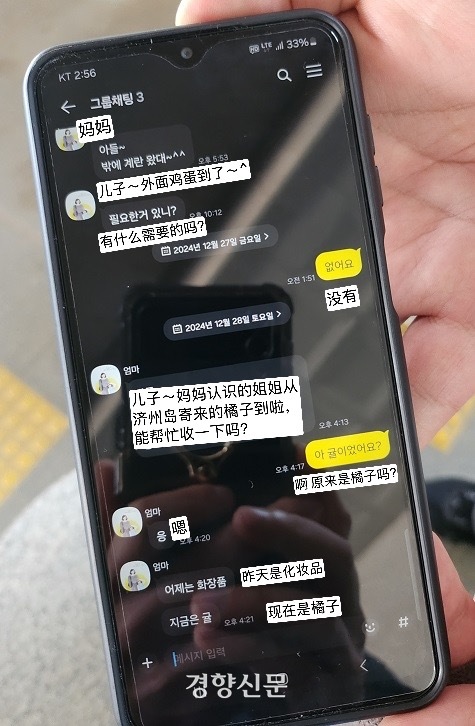 KT 2:56
LTE 33%
그룹채팅 3
妈妈
아들~
밖에 계란 왔대~^^
오후 5:53
儿子～外面鸡蛋到了～^
필요한거 있니?
오후 10:12
有什么需要的吗?
2024년 12월 27일 금요일 >
없어요
오전 1:51
没有
2024년 12월 28일 토요일 >
엄마
儿子～妈妈认识的姐姐从
济州岛寄来的橘子到啦，
能帮忙收一下吗?
오후 4:13
아 귤이었어요?
오후 4:17
啊 原来是橘子吗?
엄마
응
嗯
오후 4:20
엄마
어제는 화장품
昨天是化妆品
지금은 귤
오후 4:21
现在是橘子
+
메시지 입력
#
경향신문